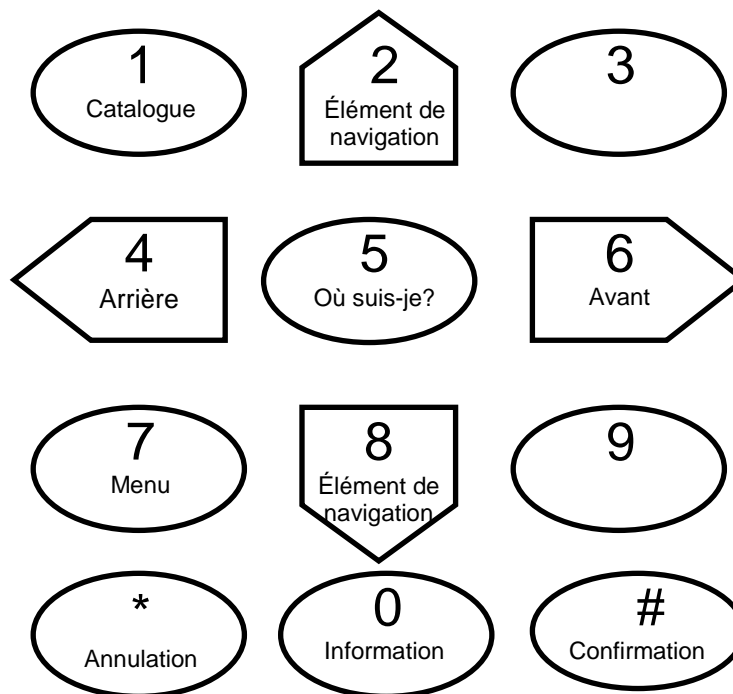 1
Catalogue
2
Élément de
navigation
3
4
Arrière
5
Où suis-je?
6
Avant
7
Menu
8
Élément de
navigation
9
*
Annulation
0
Information
#
Confirmation